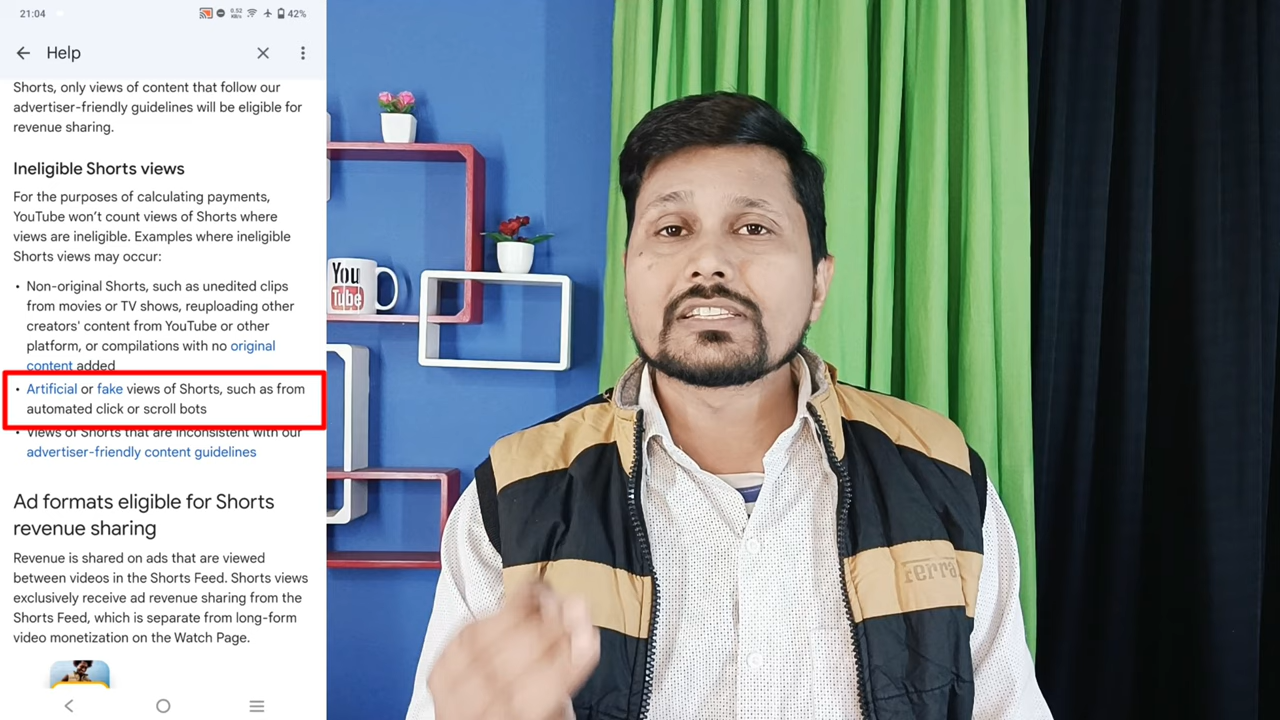 21:04
6.52
KB/s
42%
Help
Shorts, only views of content that follow our
advertiser-friendly guidelines will be eligible for
revenue sharing.
Ineligible Shorts views
For the purposes of calculating payments,
YouTube won't count views of Shorts where
views are ineligible. Examples where ineligible
Shorts views may occur:
• Non-original Shorts, such as unedited clips
from movies or TV shows, reuploading other
creators' content from YouTube or other
platform, or compilations with no original
content added
• Artificial or fake views of Shorts, such as from
automated click or scroll bots
• Views of Shorts that are inconsistent with our
advertiser-friendly content guidelines
Ad formats eligible for Shorts
revenue sharing
Revenue is shared on ads that are viewed
between videos in the Shorts Feed. Shorts views
exclusively receive ad revenue sharing from the
Shorts Feed, which is separate from long-form
video monetization on the Watch Page.
You
Tube
ferra